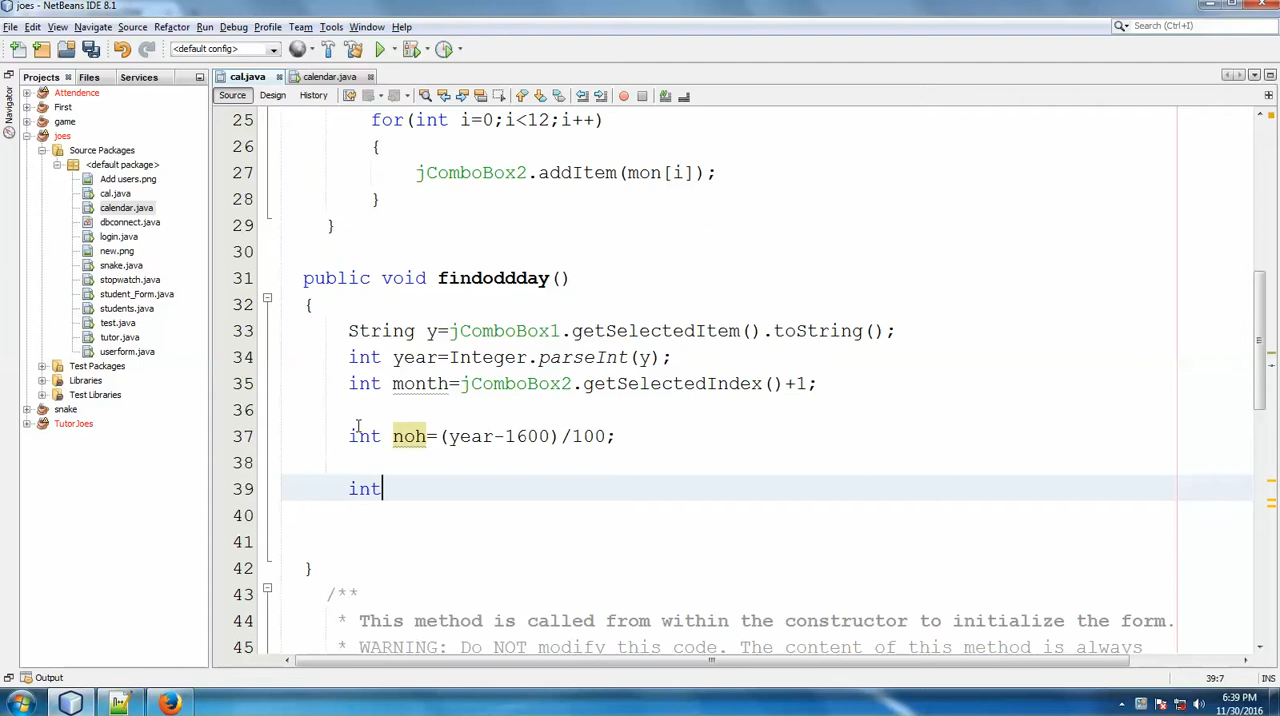 joes - NetBeans IDE 8.1
File Edit View Navigate Source Refactor Run Debug Profile Team Tools Window Help
Search (Ctrl+I)
<default config>
Projects Files Services
cal.java calendar.java
Source Design History
Navigator
Attendence
First
game
joes
Source Packages
<default package>
Add users.png
cal.java
calendar.java
dbconnect.java
login.java
new.png
snake.java
stopwatch.java
student_Form.java
students.java
test.java
tutor.java
userform.java
Test Packages
Libraries
Test Libraries
snake
TutorJoes
25 for(int i=0;i<12;i++)
26 {
27 jComboBox2.addItem(mon[i]);
28 }
29 }
30
31 public void findoddday()
32 {
33 String y=jComboBox1.getSelectedItem().toString();
34 int year=Integer.parseInt(y);
35 int month=jComboBox2.getSelectedIndex()+1;
36
37 int noh=(year-1600)/100;
38
39 int
40
41
42 }
43 /**
44 * This method is called from within the constructor to initialize the form.
45 * WARNING: Do NOT modify this code. The content of this method is always
Output
39:7 INS
6:39 PM
11/30/2016